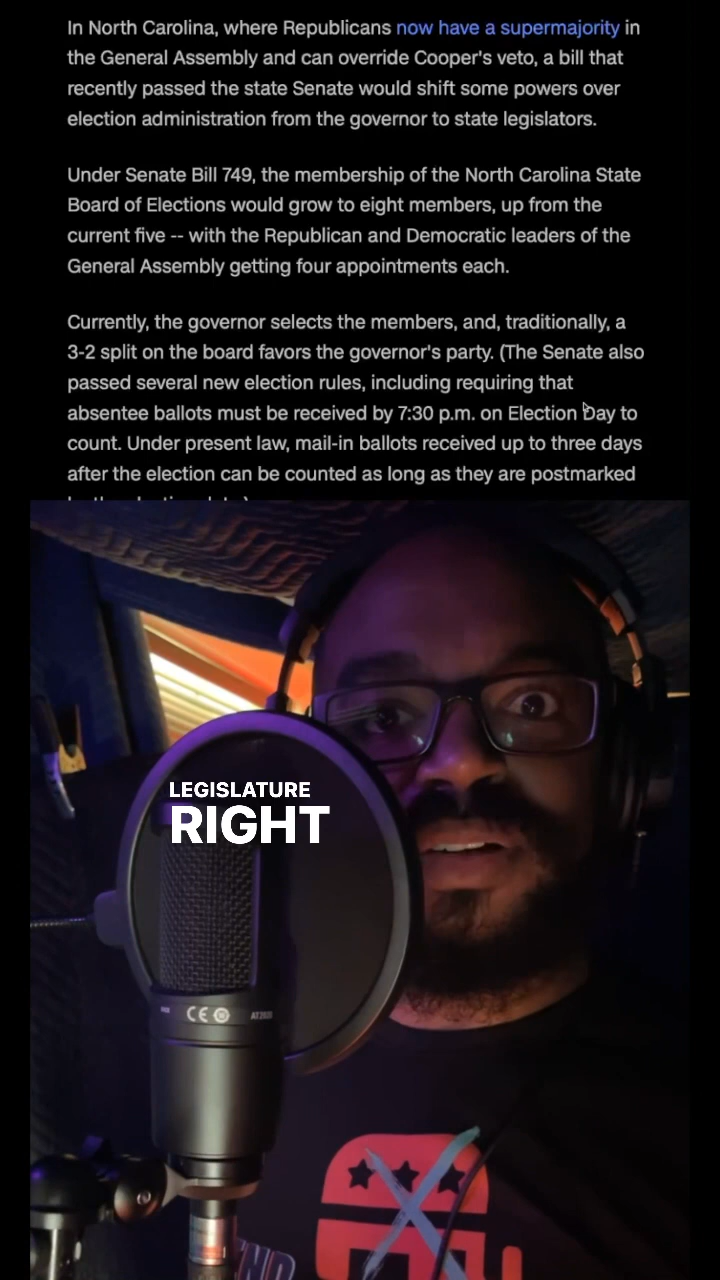 In North Carolina, where Republicans now have a supermajority in
the General Assembly and can override Cooper's veto, a bill that
recently passed the state Senate would shift some powers over
election administration from the governor to state legislators.
Under Senate Bill 749, the membership of the North Carolina State
Board of Elections would grow to eight members, up from the
current five -- with the Republican and Democratic leaders of the
General Assembly getting four appointments each.
Currently, the governor selects the members, and, traditionally, a
3-2 split on the board favors the governor's party. (The Senate also
passed several new election rules, including requiring that
absentee ballots must be received by 7:30 p.m. on Election Day to
count. Under present law, mail-in ballots received up to three days
after the election can be counted as long as they are postmarked
LEGISLATURE
RIGHT
CE
AT2020